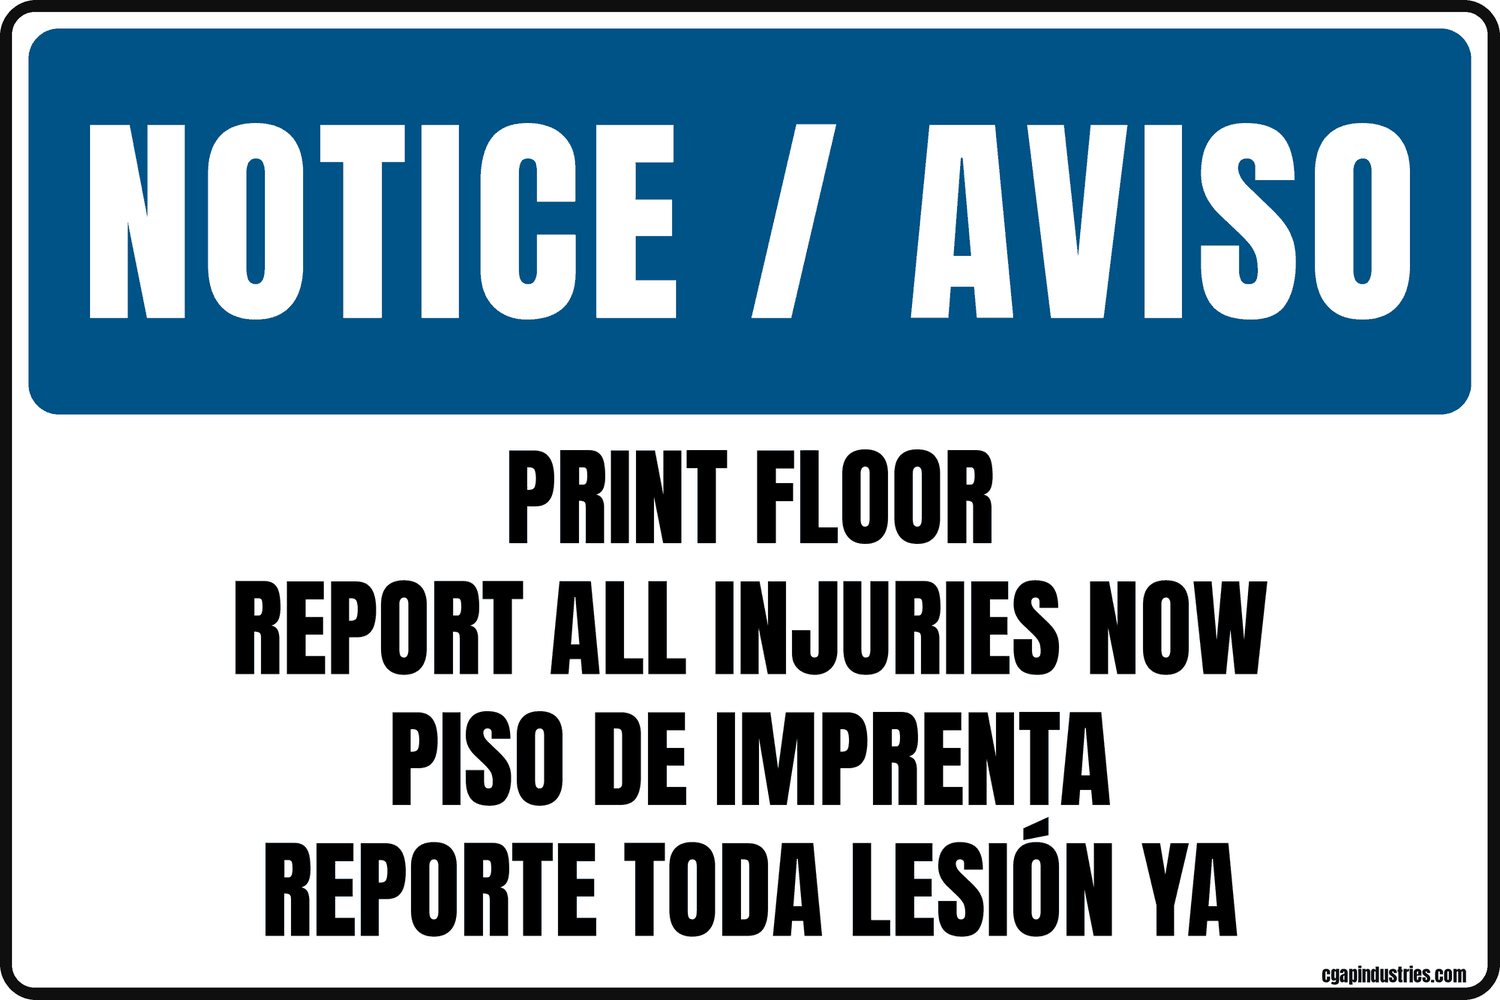 NOTICE / AVISO
PRINT FLOOR
REPORT ALL INJURIES NOW
PISO DE IMPRENTA
REPORTE TODA LESIÓN YA
cgapindustries.com